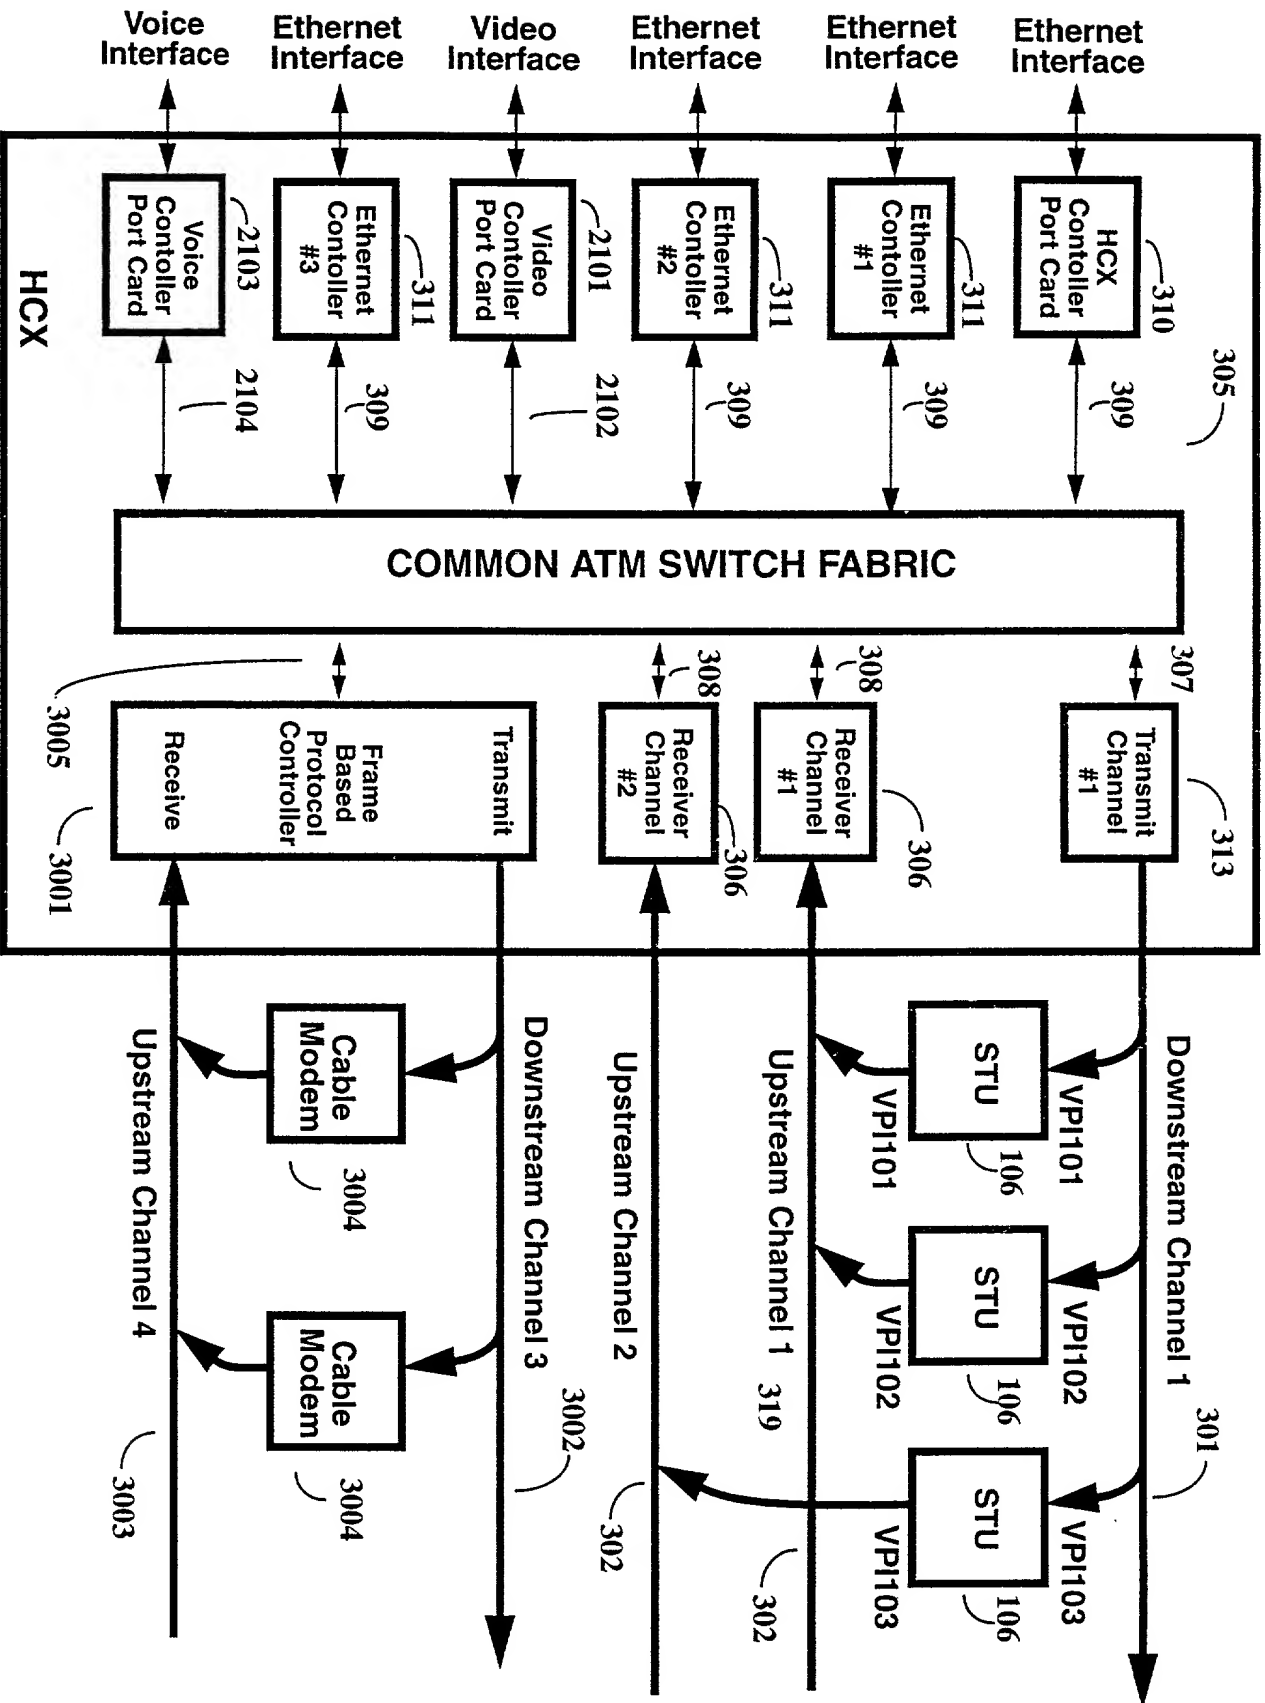 Voice
Interface
Ethernet
Interface
Video
Interface
Ethernet
Interface
Ethernet
Interface
Ethernet
Interface
Voice
Contoller
Port Card
2103
Ethernet
Contoller
#3
311
Video
Contoller
Port Card
2101
Ethernet
Contoller
#2
311
Ethernet
Contoller
#1
311
HCX
Contoller
Port Card
310
305
HCX
2104
309
2102
309
309
309
COMMON ATM SWITCH FABRIC
3005
308
308
307
Transmit
Frame
Based
Protocol
Controller
Receive
3001
Receiver
Channel
#2
306
Receiver
Channel
#1
306
Transmit
Channel
#1
313
Downstream Channel 1
301
VPI101
STU
106
VPI101
VPI102
STU
106
VPI102
VPI103
STU
106
VPI103
Upstream Channel 1
319
302
Upstream Channel 2
302
Downstream Channel 3
3002
Cable
Modem
3004
Cable
Modem
3004
Upstream Channel 4
3003